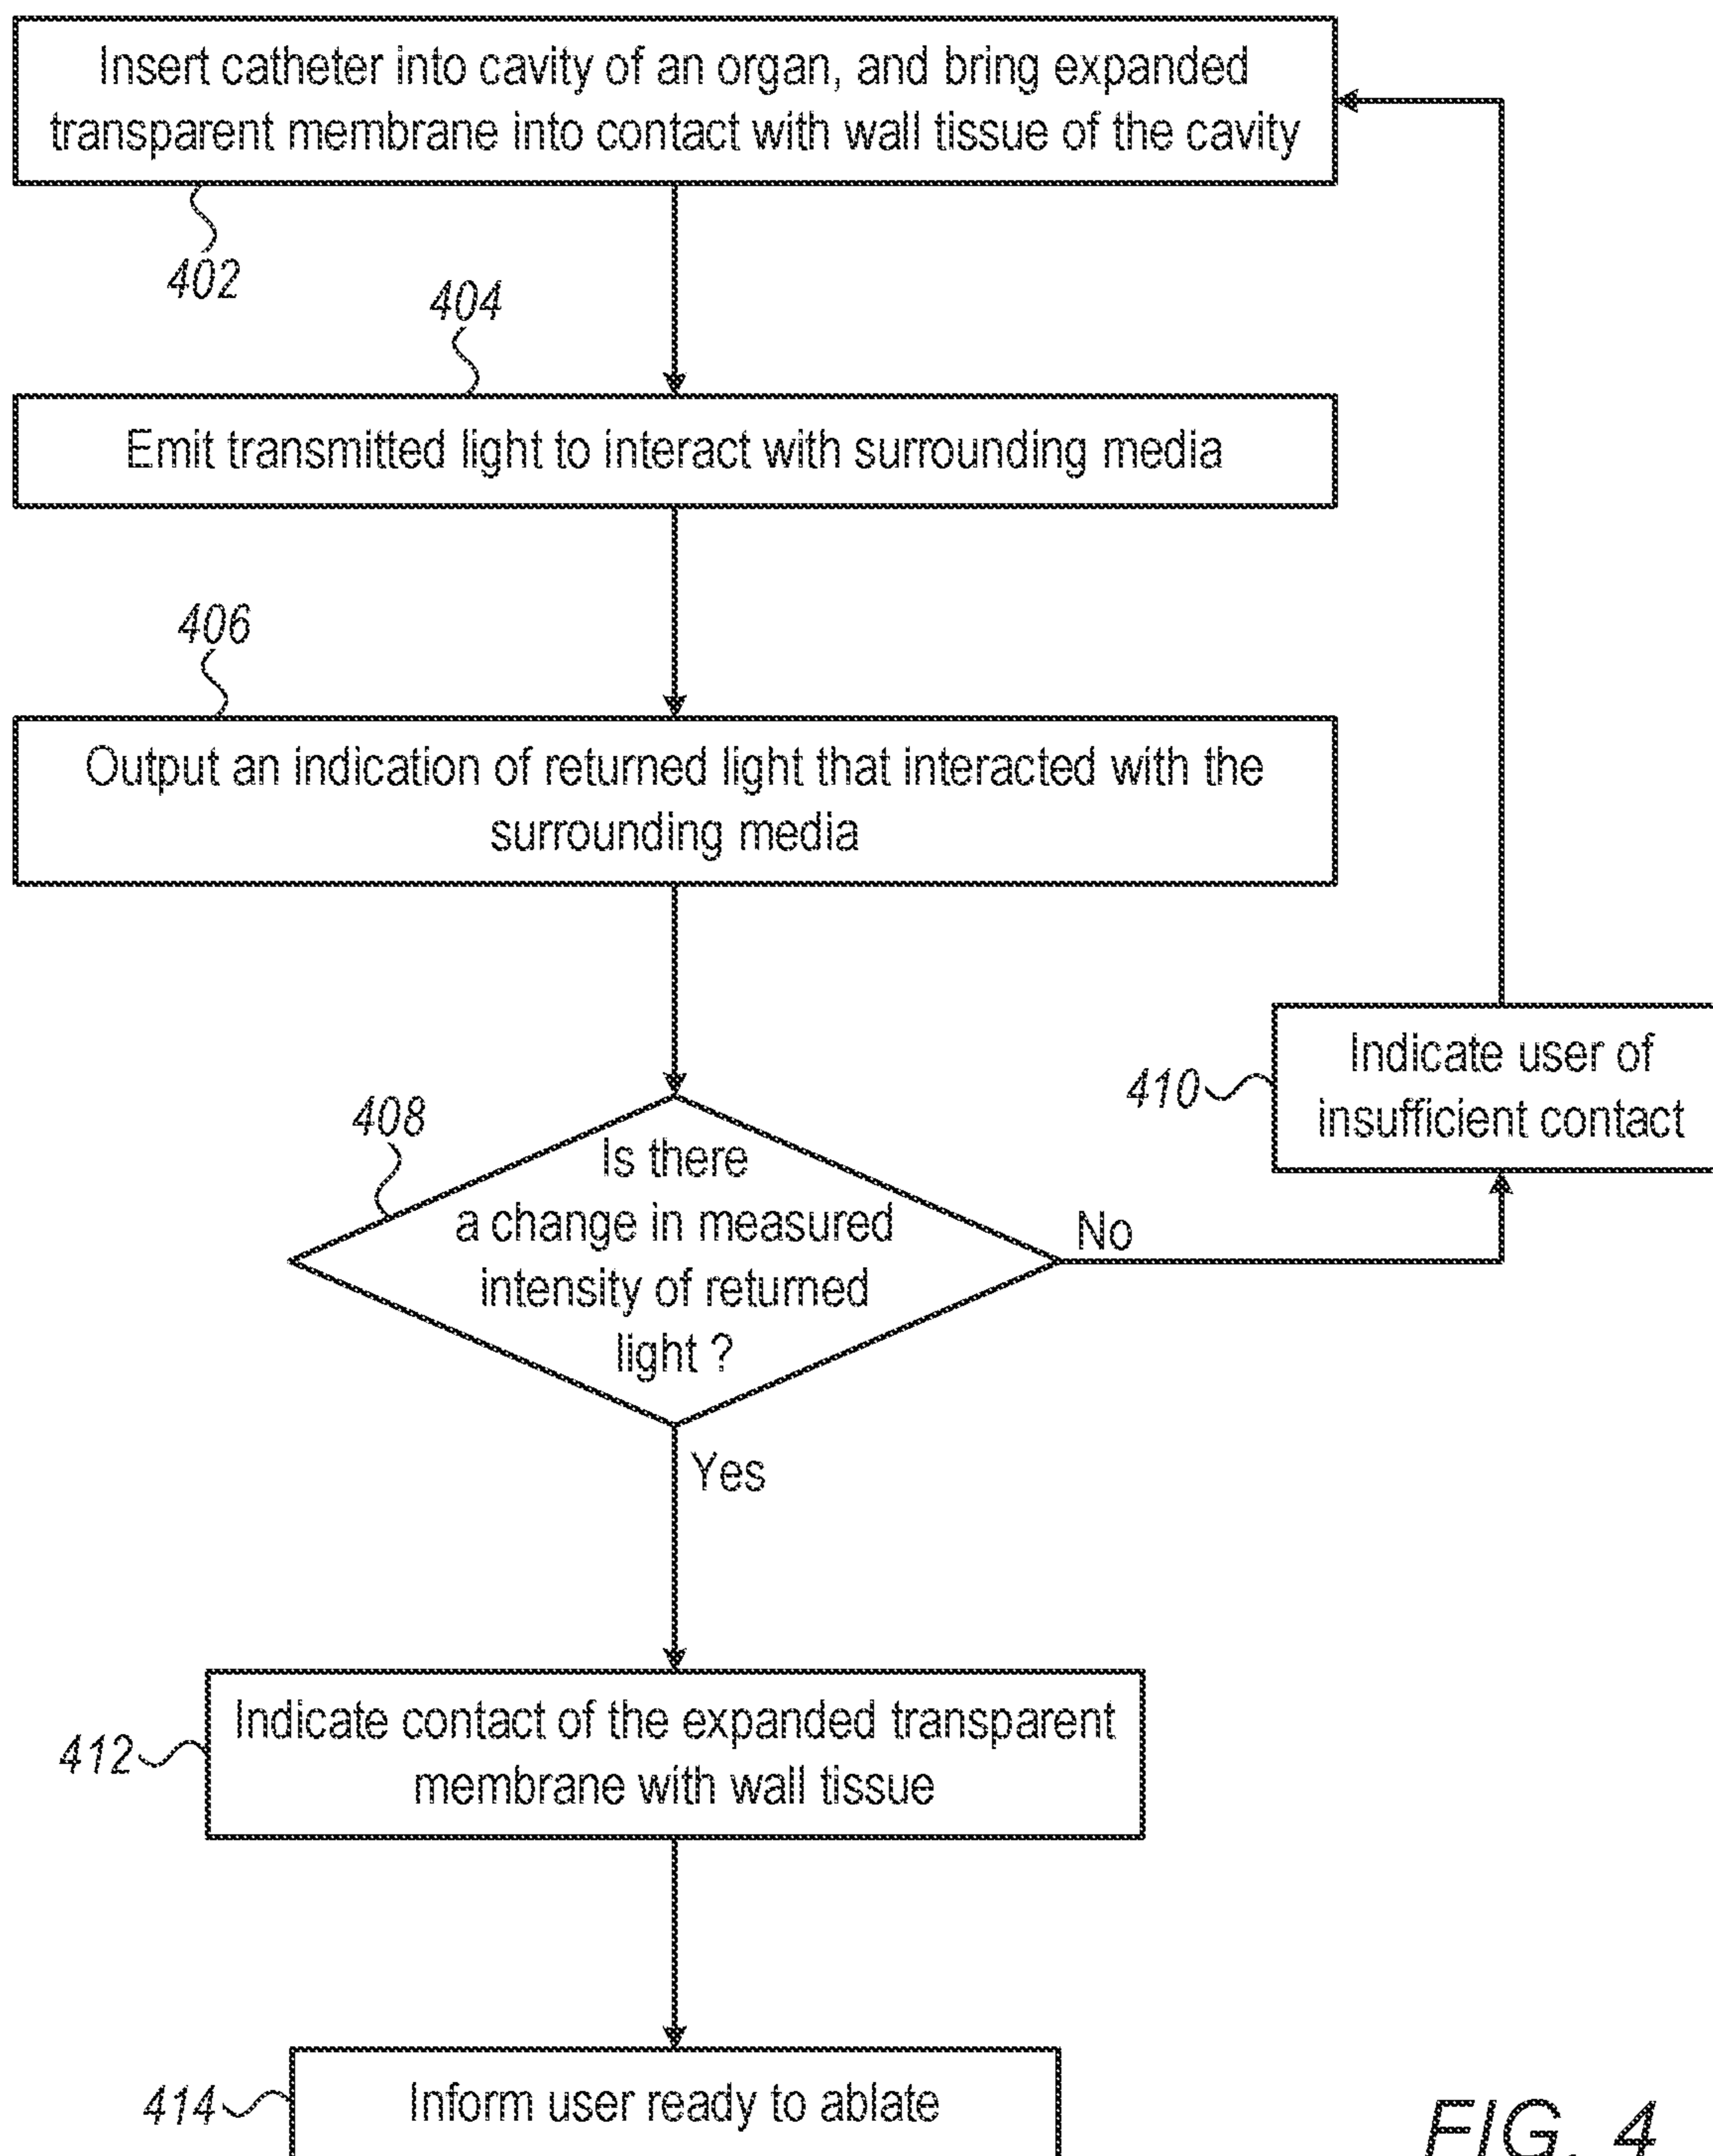 Insert catheter into cavity of an organ, and bring expanded
transparent membrane into contact with wall tissue of the cavity
402
404
Emit transmitted light to interact with surrounding media
406
Output an indication of returned light that interacted with the
surrounding media
410
Indicate user of
insufficient contact
408
Is there
a change in measured
intensity of returned
light ?
No
Yes
412
Indicate contact of the expanded transparent
membrane with wall tissue
414
Inform user ready to ablate
FIG. 4